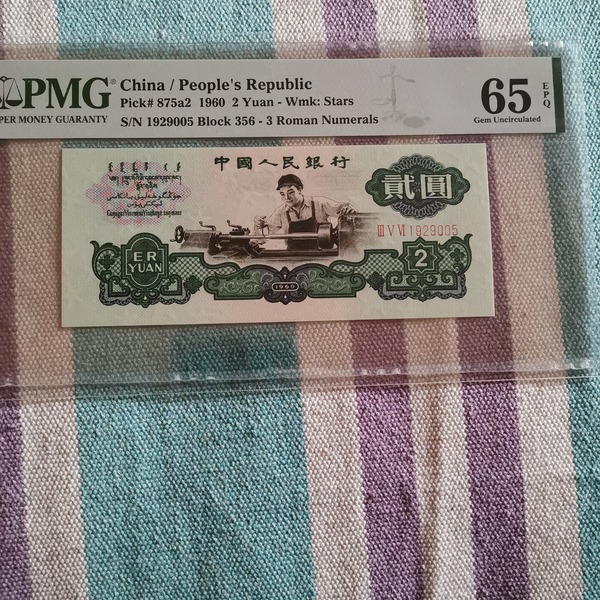 PMG®
PER MONEY GUARANTY
China / People's Republic
Pick# 875a2 1960 2 Yuan - Wmk: Stars
S/N 1929005 Block 356 - 3 Roman Numerals
65 EPQ
Gem Uncirculated
中國人民銀行
貳圓
III V VI 1929005
ER
YUAN
2
1960